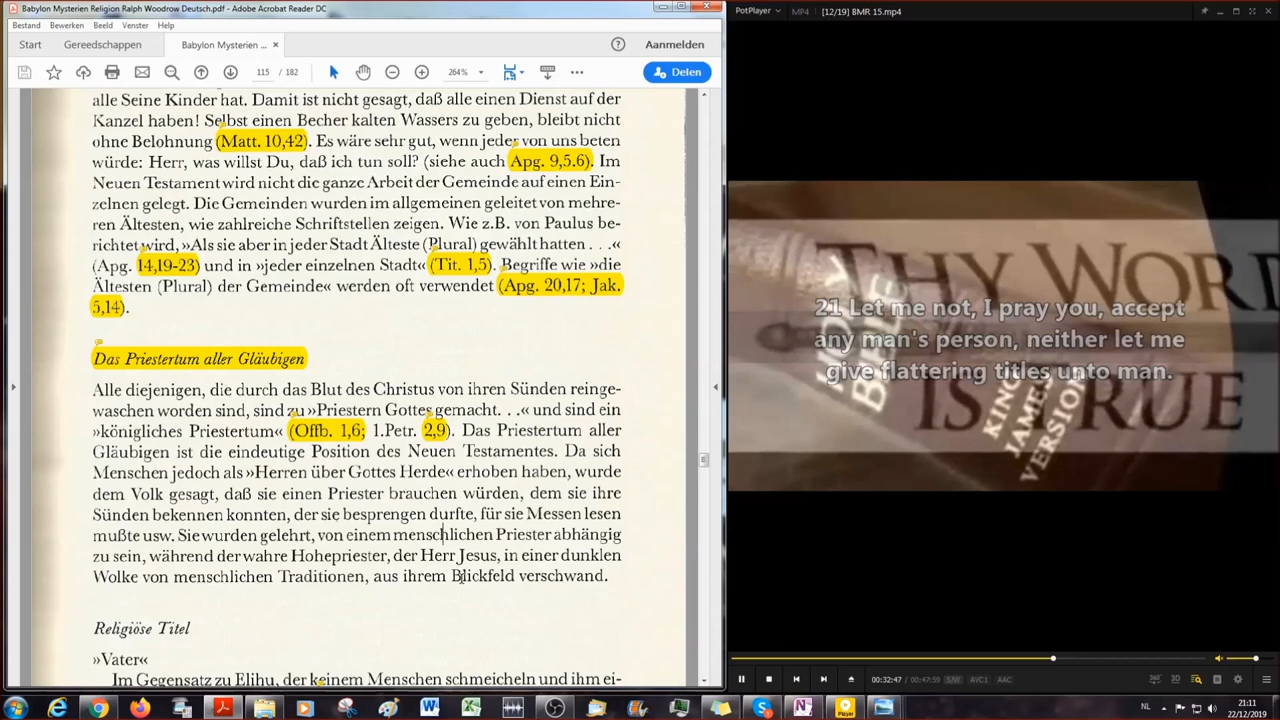 Babylon Mysterien Religion Ralph Woodrow Deutsch.pdf - Adobe Acrobat Reader DC
Bestand Bewerken Beeld Venster Help
Start Gereedschappen Babylon Mysterien ... × Aanmelden
115 / 182 264% Delen
alle Seine Kinder hat. Damit ist nicht gesagt, daß alle einen Dienst auf der
Kanzel haben! Selbst einen Becher kalten Wassers zu geben, bleibt nicht
ohne Belohnung (Matt. 10,42). Es wäre sehr gut, wenn jeder von uns beten
würde: Herr, was willst Du, daß ich tun soll? (siehe auch Apg. 9,5.6). Im
Neuen Testament wird nicht die ganze Arbeit der Gemeinde auf einen Ein-
zelnen gelegt. Die Gemeinden wurden im allgemeinen geleitet von mehre-
ren Ältesten, wie zahlreiche Schriftstellen zeigen. Wie z.B. von Paulus be-
richtet wird, »Als sie aber in jeder Stadt Älteste (Plural) gewählt hatten . . .«
(Apg. 14,19-23) und in »jeder einzelnen Stadt« (Tit. 1,5). Begriffe wie »die
Ältesten (Plural) der Gemeinde« werden oft verwendet (Apg. 20,17; Jak.
5,14).
Das Priestertum aller Gläubigen
Alle diejenigen, die durch das Blut des Christus von ihren Sünden reinge-
waschen worden sind, sind zu »Priestern Gottes gemacht. . .« und sind ein
»königliches Priestertum« (Offb. 1,6; 1.Petr. 2,9). Das Priestertum aller
Gläubigen ist die eindeutige Position des Neuen Testamentes. Da sich
Menschen jedoch als »Herren über Gottes Herde« erhoben haben, wurde
dem Volk gesagt, daß sie einen Priester brauchen würden, dem sie ihre
Sünden bekennen konnten, der sie besprengen durfte, für sie Messen lesen
mußte usw. Sie wurden gelehrt, von einem menschlichen Priester abhängig
zu sein, während der wahre Hohepriester, der Herr Jesus, in einer dunklen
Wolke von menschlichen Traditionen, aus ihrem Blickfeld verschwand.
Religiöse Titel
»Vater«
Im Gegensatz zu Elihu, der keinem Menschen schmeicheln und ihm ei-
PotPlayer MP4 [12/19] BMR 15.mp4
THY WORD
IS TRUE
HOLY
BIBLE
KING
JAMES
VERSION
21 Let me not, I pray you, accept
any man's person, neither let me
give flattering titles unto man.
00:32:47 / 00:47:59 S/W AVC1 AAC
360° 3D
NL 21:11
22/12/2019